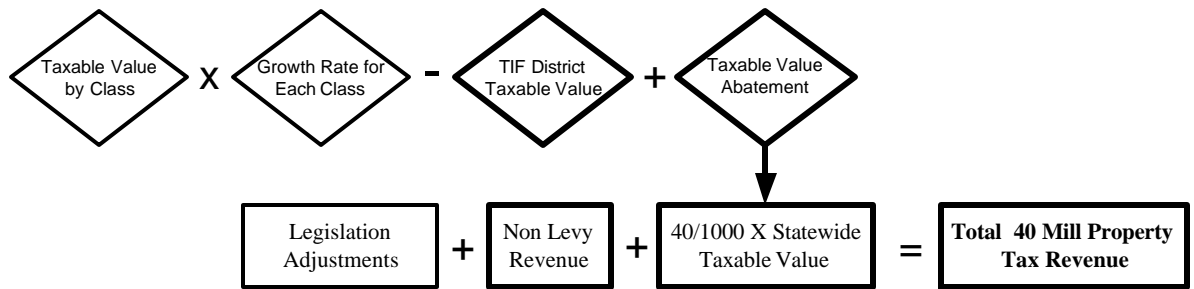 Taxable Value
by Class
X
Growth Rate for
Each Class
-
TIF District
Taxable Value
+
Taxable Value
Abatement
Legislation
Adjustments
+
Non Levy
Revenue
+
40/1000 X Statewide
Taxable Value
=
Total 40 Mill Property
Tax Revenue